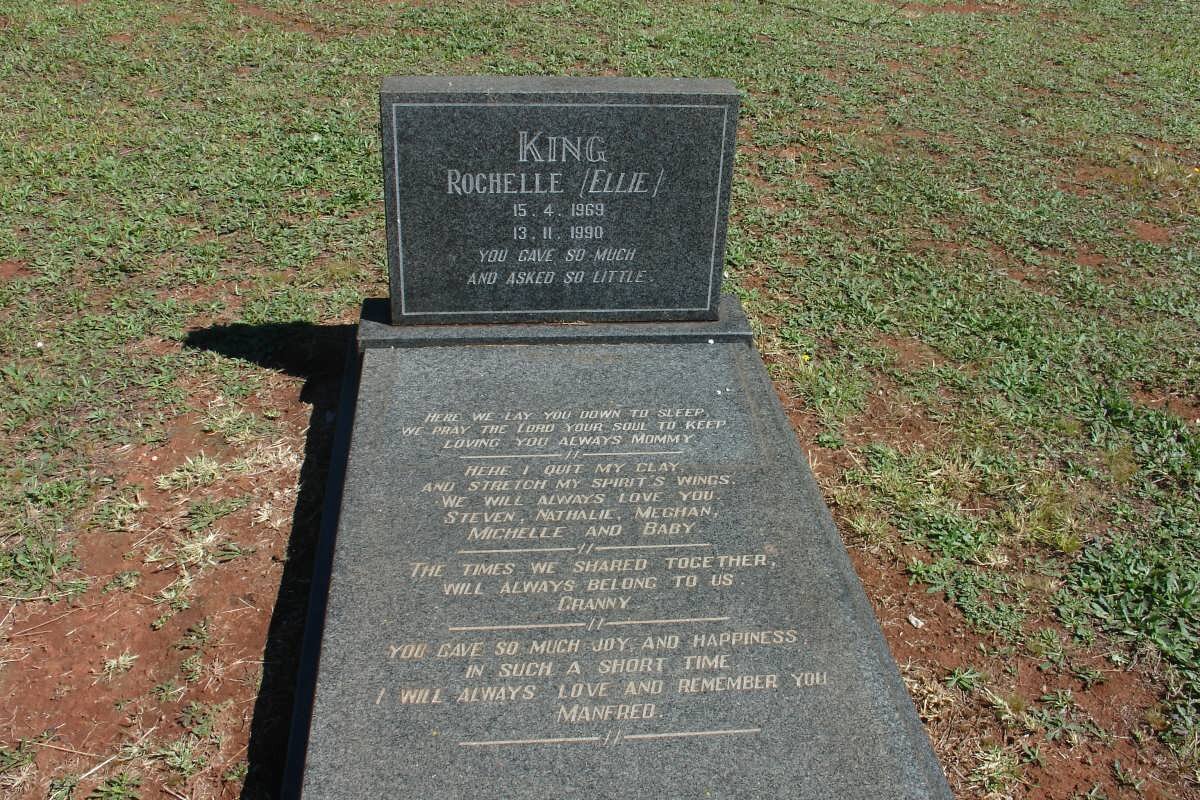 KING
ROCHELLE (ELLIE)
15. 4. 1969
13. 11. 1990
YOU GAVE SO MUCH
AND ASKED SO LITTLE.
HERE WE LAY YOU DOWN TO SLEEP,
WE PRAY THE LORD YOUR SOUL TO KEEP,
LOVING YOU ALWAYS MOMMY.
HERE I QUIT MY CLAY,
AND STRETCH MY SPIRIT'S WINGS.
WE WILL ALWAYS LOVE YOU.
STEVEN, NATHALIE, MEGHAN,
MICHELLE AND BABY
THE TIMES WE SHARED TOGETHER,
WILL ALWAYS BELONG TO US.
GRANNY
YOU GAVE SO MUCH JOY, AND HAPPINESS.
IN SUCH A SHORT TIME
I WILL ALWAYS LOVE AND REMEMBER YOU
MANFRED.